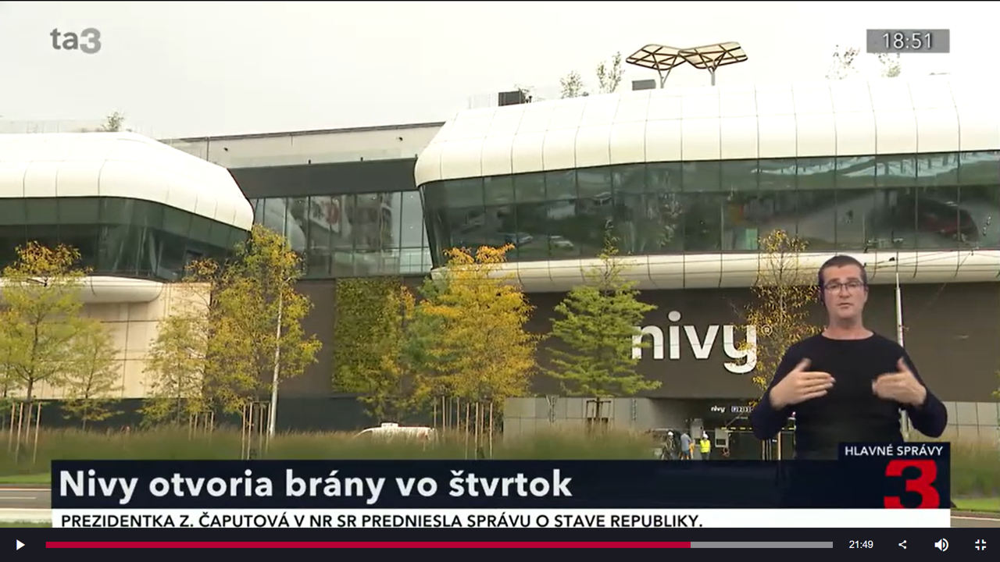 ta3
18:51
nivy
nivy
HLAVNÉ SPRÁVY
3
Nivy otvoria brány vo štvrtok
PREZIDENTKA Z. ČAPUTOVÁ V NR SR PREDNIESLA SPRÁVU O STAVE REPUBLIKY.
21:49